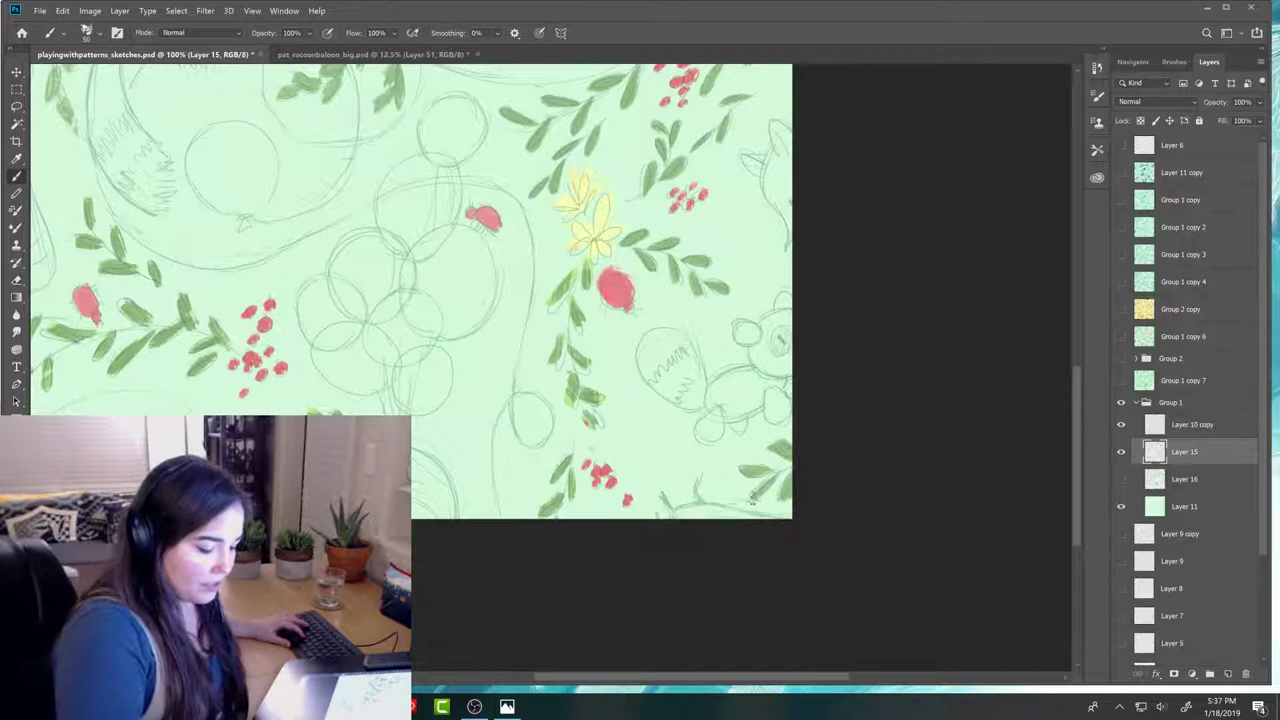 Ps File Edit Image Layer Type Select Filter 3D View Window Help
50 Mode: Normal Opacity: 100% Flow: 100% Smoothing: 0%
playingwithpatterns_sketches.psd @ 100% (Layer 15, RGB/8) * × pat_racoonbaloon_big.psd @ 12.5% (Layer 51, RGB/8) * ×
Navigator Brushes Layers
Kind
Normal Opacity: 100%
Lock: Fill: 100%
Layer 6
Layer 11 copy
Group 1 copy
Group 1 copy 2
Group 1 copy 3
Group 1 copy 4
Group 2 copy
Group 1 copy 6
Group 2
Group 1 copy 7
Group 1
Layer 10 copy
Layer 15
Layer 16
Layer 11
Layer 9 copy
Layer 9
Layer 8
Layer 7
Layer 5
fx
5:37 PM
1/18/2019
4